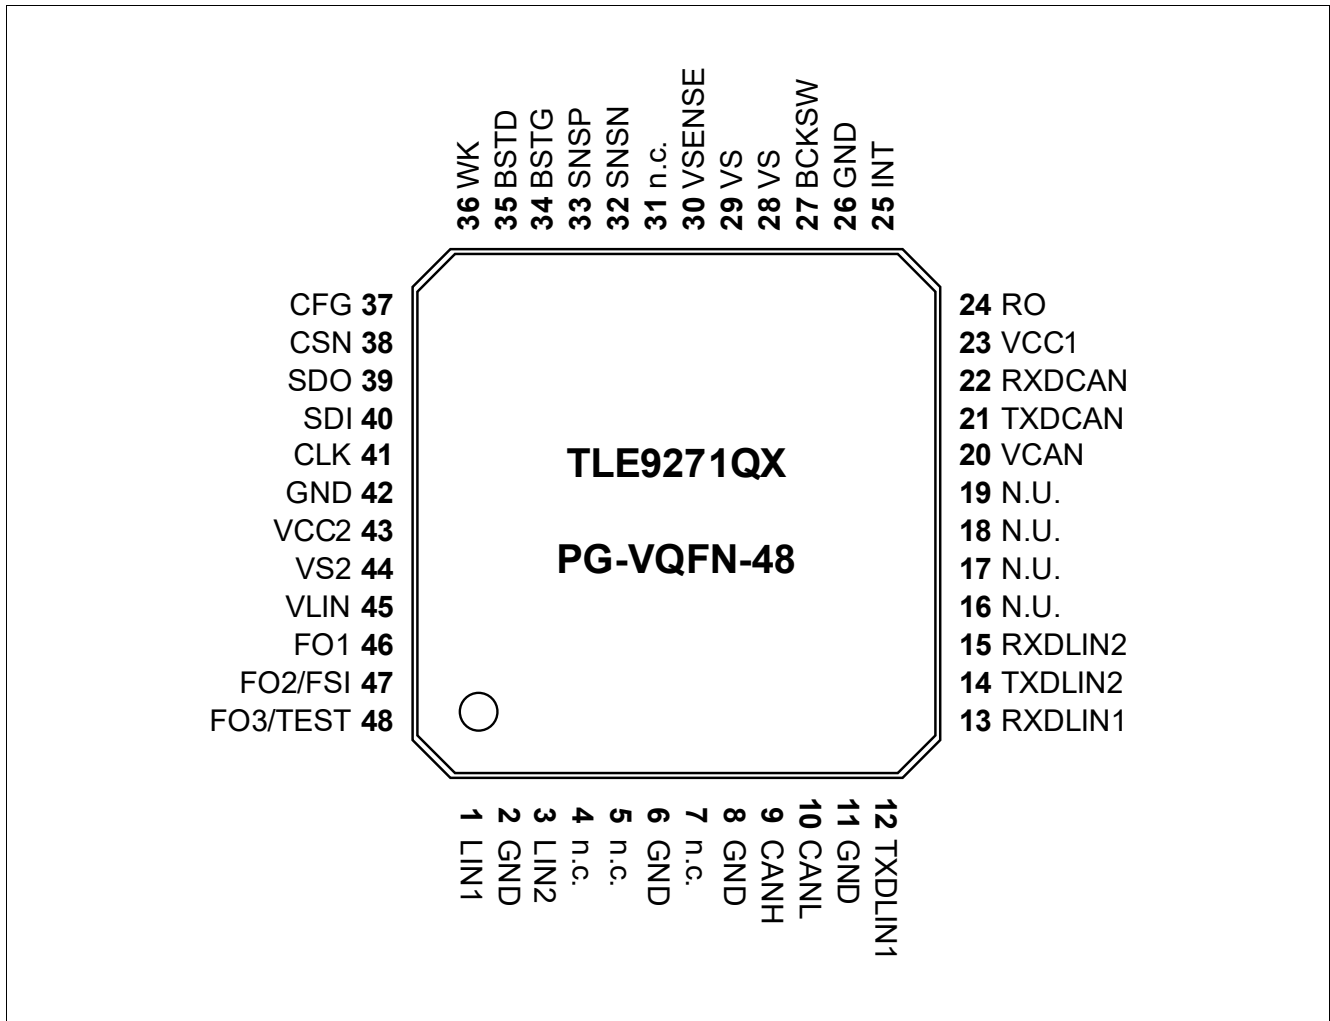 36 WK
35 BSTD
34 BSTG
33 SNSP
32 SNSN
31 n.c.
30 VSENSE
29 VS
28 VS
27 BCKSW
26 GND
25 INT
CFG 37
CSN 38
SDO 39
SDI 40
CLK 41
GND 42
VCC2 43
VS2 44
VLIN 45
FO1 46
FO2/FSI 47
FO3/TEST 48
TLE9271QX
PG-VQFN-48
24 RO
23 VCC1
22 RXDCAN
21 TXDCAN
20 VCAN
19 N.U.
18 N.U.
17 N.U.
16 N.U.
15 RXDLIN2
14 TXDLIN2
13 RXDLIN1
1 LIN1
2 GND
3 LIN2
4 n.c.
5 n.c.
6 GND
7 n.c.
8 GND
9 CANH
10 CANL
11 GND
12 TXDLIN1